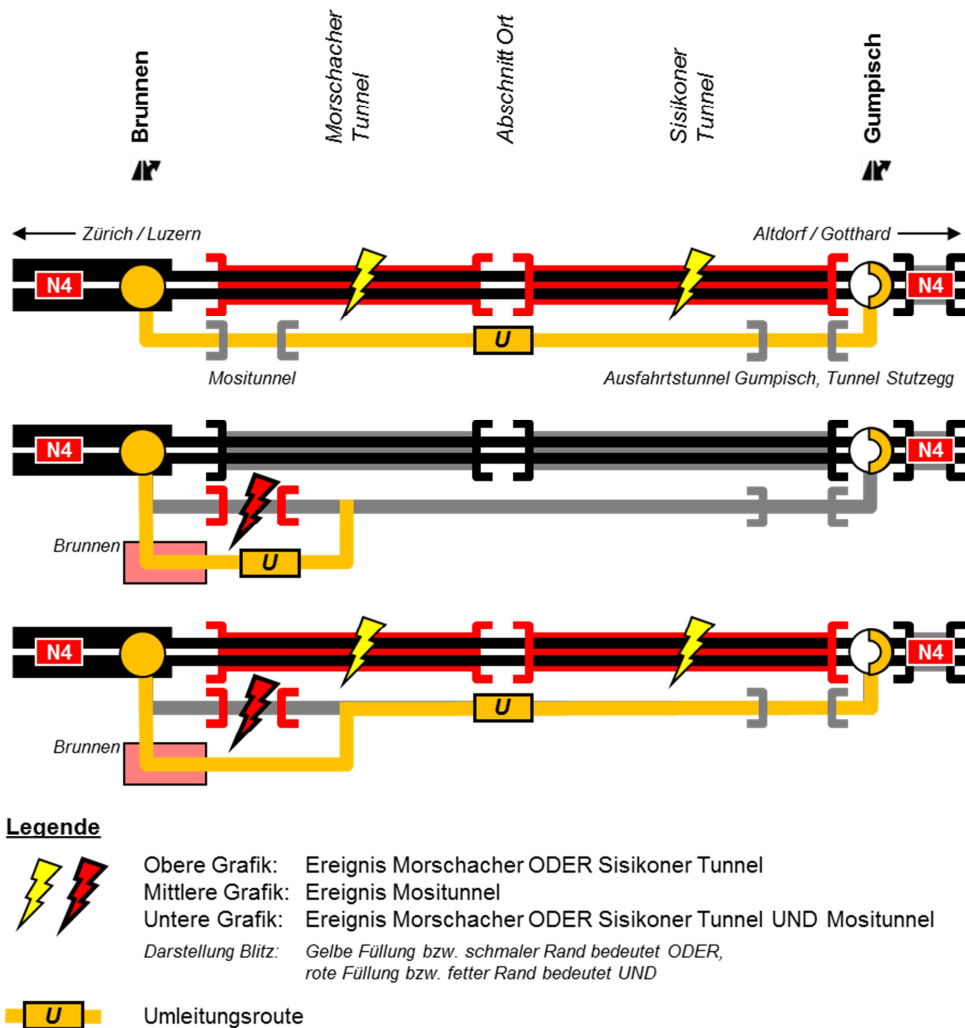 Brunnen
Morschacher
Tunnel
Abschnitt Ort
Sisikoner
Tunnel
Gumpisch
Zürich / Luzern
Altdorf / Gotthard
N4
N4
U
Mositunnel
Ausfahrtstunnel Gumpisch, Tunnel Stutzegg
N4
N4
Brunnen
U
N4
N4
U
Brunnen
Legende
Obere Grafik: Ereignis Morschacher ODER Sisikoner Tunnel
Mittlere Grafik: Ereignis Mositunnel
Untere Grafik: Ereignis Morschacher ODER Sisikoner Tunnel UND Mositunnel
Darstellung Blitz: Gelbe Füllung bzw. schmaler Rand bedeutet ODER,
rote Füllung bzw. fetter Rand bedeutet UND
U Umleitungsroute